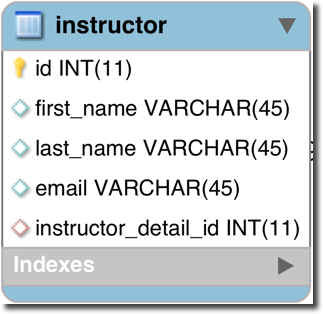 instructor
id INT(11)
first_name VARCHAR(45)
last_name VARCHAR(45)
email VARCHAR(45)
instructor_detail_id INT(11)
Indexes